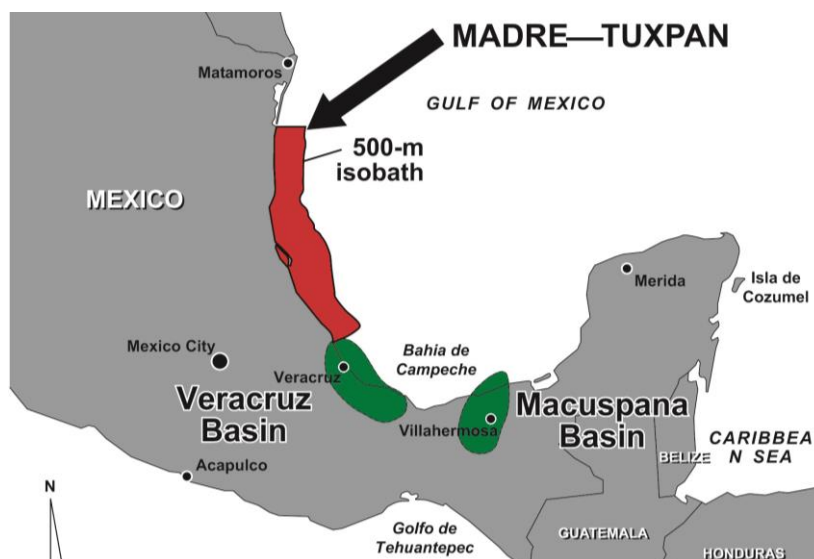 MADRE—TUXPAN
Matamoros
GULF OF MEXICO
500-m
isobath
MEXICO
Merida
Isla de
Cozumel
Mexico City
Bahia de
Campeche
Veracruz
Veracruz
Basin
Macuspana
Basin
Villahermosa
CARIBBEA
N SEA
BELIZE
Acapulco
N
Golfo de
Tehuantepec
GUATEMALA
HONDURAS